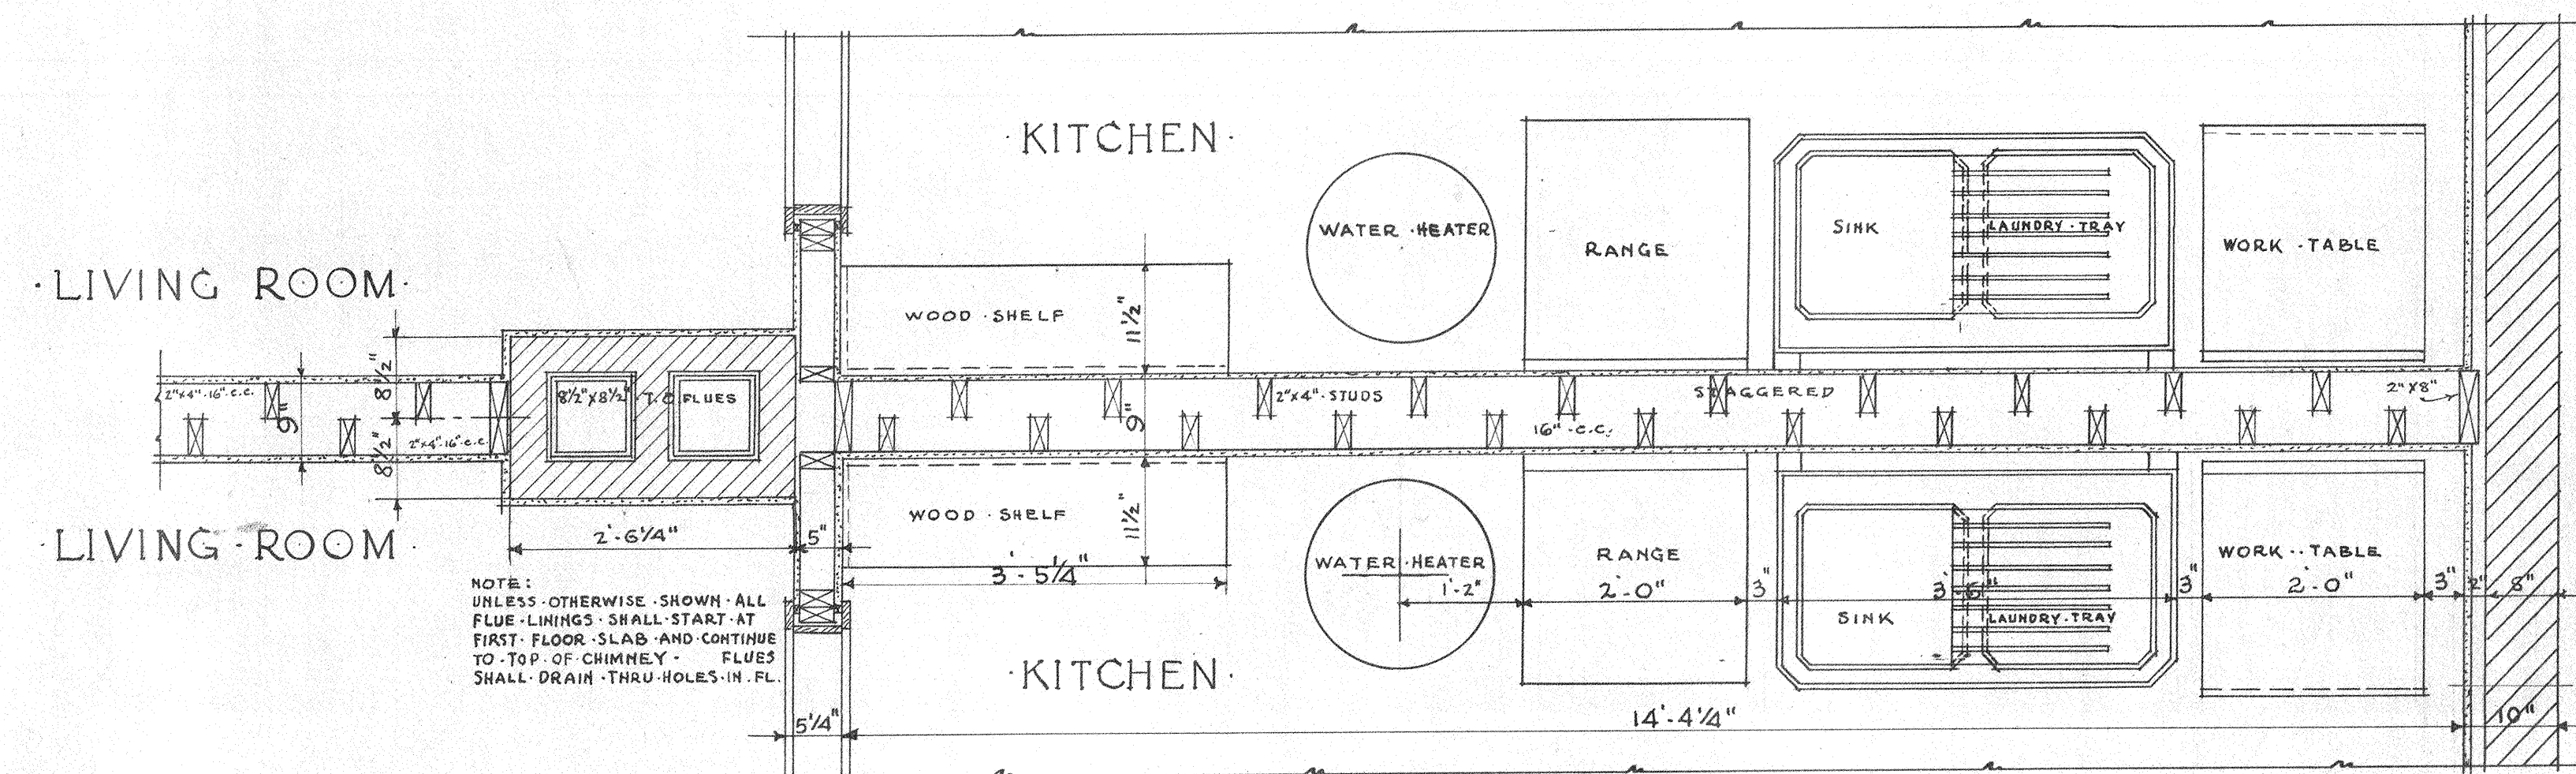 ·KITCHEN·
WATER·HEATER
RANGE
SINK
LAUNDRY·TRAY
WORK·TABLE
·LIVING ROOM·
WOOD·SHELF
11½"
8½"
8½"
9"
2"x4"-16"c.c.
2"x4"-16"c.c.
8½"x8½" T.C. FLUES
9"
2"x4"·STUDS
STAGGERED
16"·c.c.
2"x8"
·LIVING·ROOM·
WOOD·SHELF
11½"
2'-6¼"
5"
3'-5¼"
WATER·HEATER
1'-2"
RANGE
2'-0"
3"
3'-6"
SINK
LAUNDRY·TRAY
3"
WORK··TABLE
2'-0"
3"
2"
8"
NOTE:
UNLESS·OTHERWISE·SHOWN·ALL
FLUE·LININGS·SHALL·START·AT
FIRST·FLOOR·SLAB·AND·CONTINUE
TO·TOP·OF·CHIMNEY· FLUES
SHALL·DRAIN·THRU·HOLES·IN·FL.
·KITCHEN·
5¼"
14'-4¼"
10"